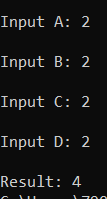 Input A: 2
Input B: 2
Input C: 2
Input D: 2
Result: 4